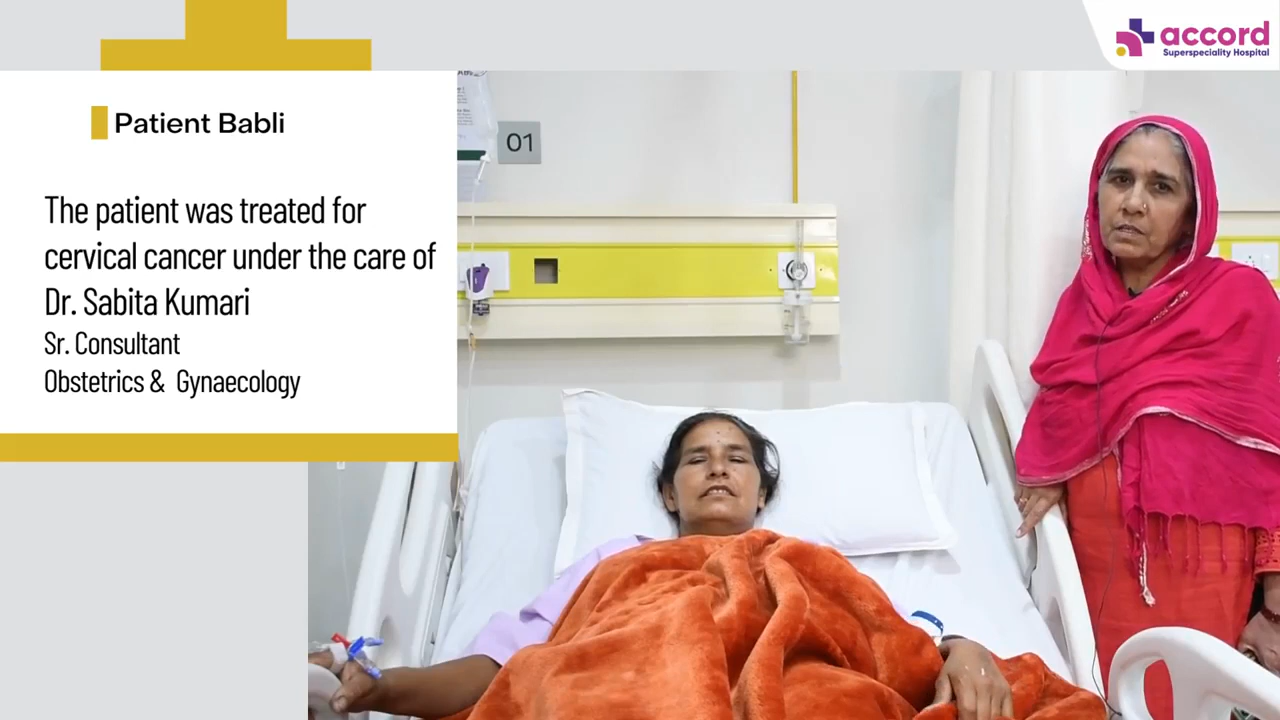 accord
Superspeciality Hospital
Patient Babli
01
The patient was treated for
cervical cancer under the care of
Dr. Sabita Kumari
Sr. Consultant
Obstetrics & Gynaecology